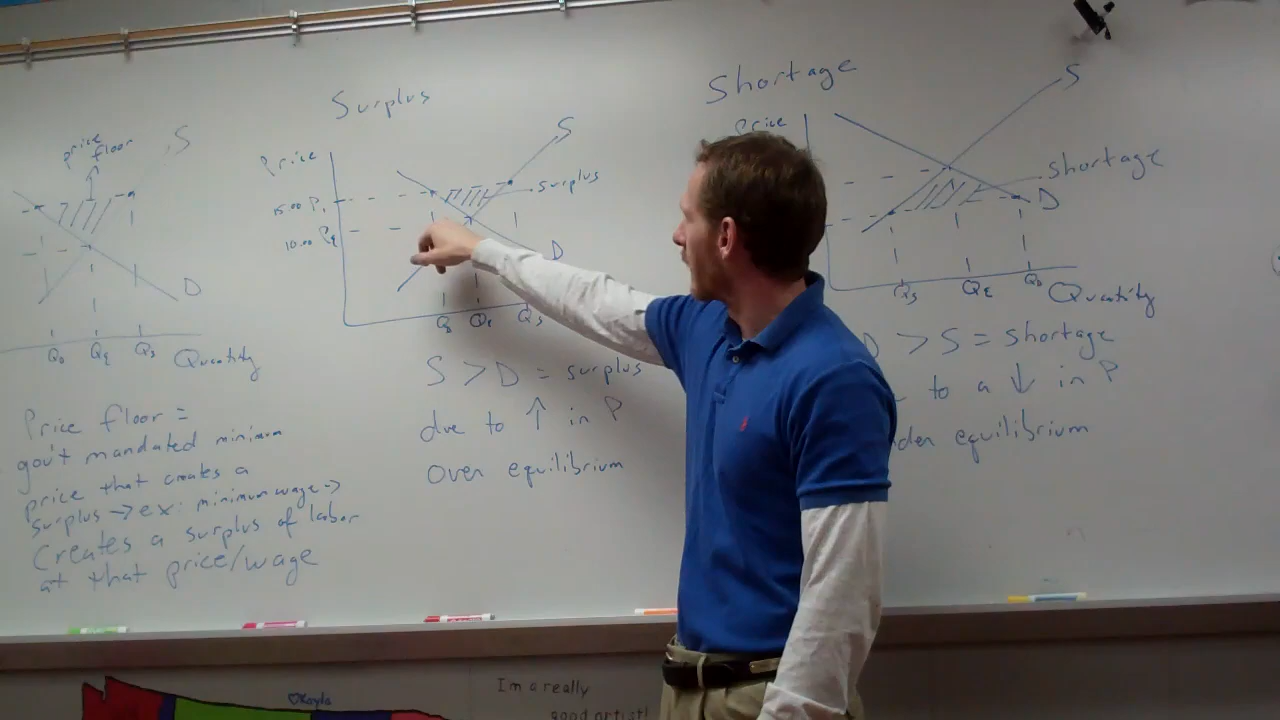 price
floor
S
D
Q₀ Qₑ Qₛ Quantity
Price floor =
gov't mandated minimum
price that creates a
surplus → ex: minimum wage →
Creates a surplus of labor
at that price/wage
Surplus
S
Price
surplus
15.00 P₁
10.00 Pₑ
D
Q₀ Qₑ Qₛ
S > D = surplus
due to ↑ in P
over equilibrium
Shortage
S
Price
shortage
D
Qₛ Qₑ Q₀ Quantity
D > S = shortage
to a ↓ in P
equilibrium
♡Kayla
I'm a really
good artist!